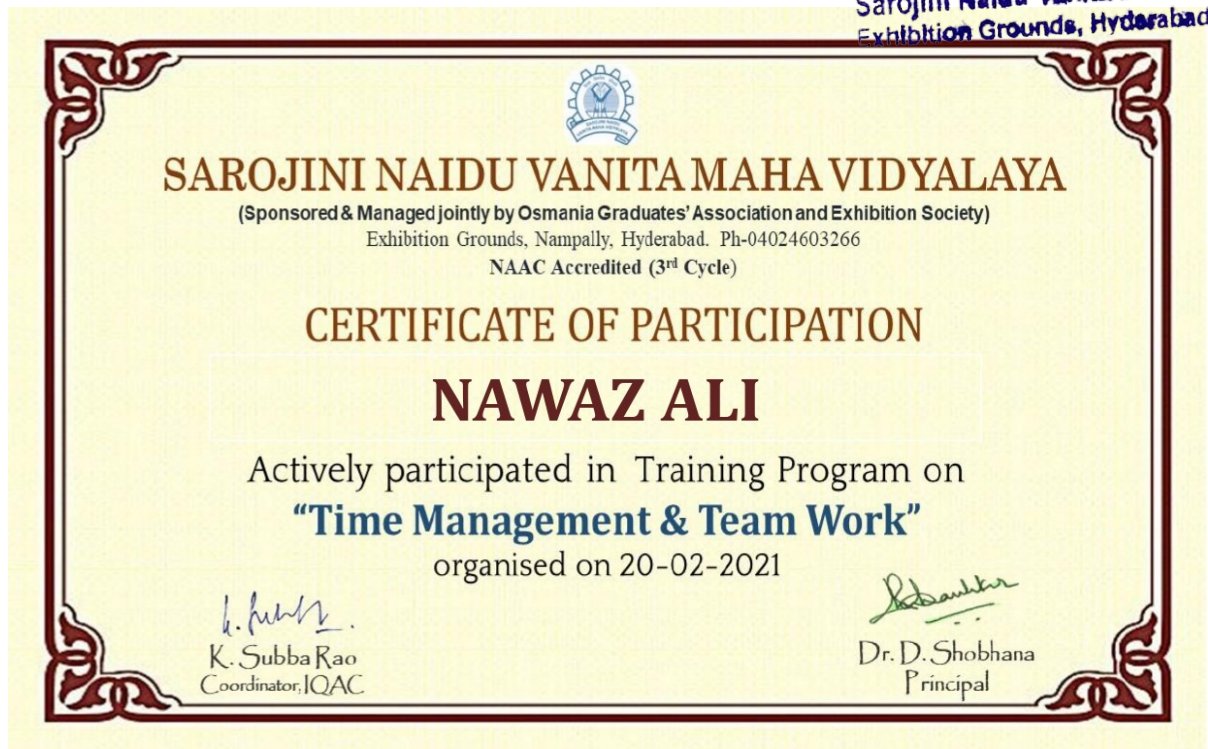 Sarojini Naidu
Exhibition Grounds, Hyderabad
SAROJINI NAIDU VANITA MAHA VIDYALAYA
(Sponsored & Managed jointly by Osmania Graduates' Association and Exhibition Society)
Exhibition Grounds, Nampally, Hyderabad. Ph-04024603266
NAAC Accredited (3rd Cycle)
CERTIFICATE OF PARTICIPATION
NAWAZ ALI
Actively participated in Training Program on
“Time Management & Team Work”
organised on 20-02-2021
K. Subba Rao
Coordinator, IQAC
Dr. D. Shobhana
Principal